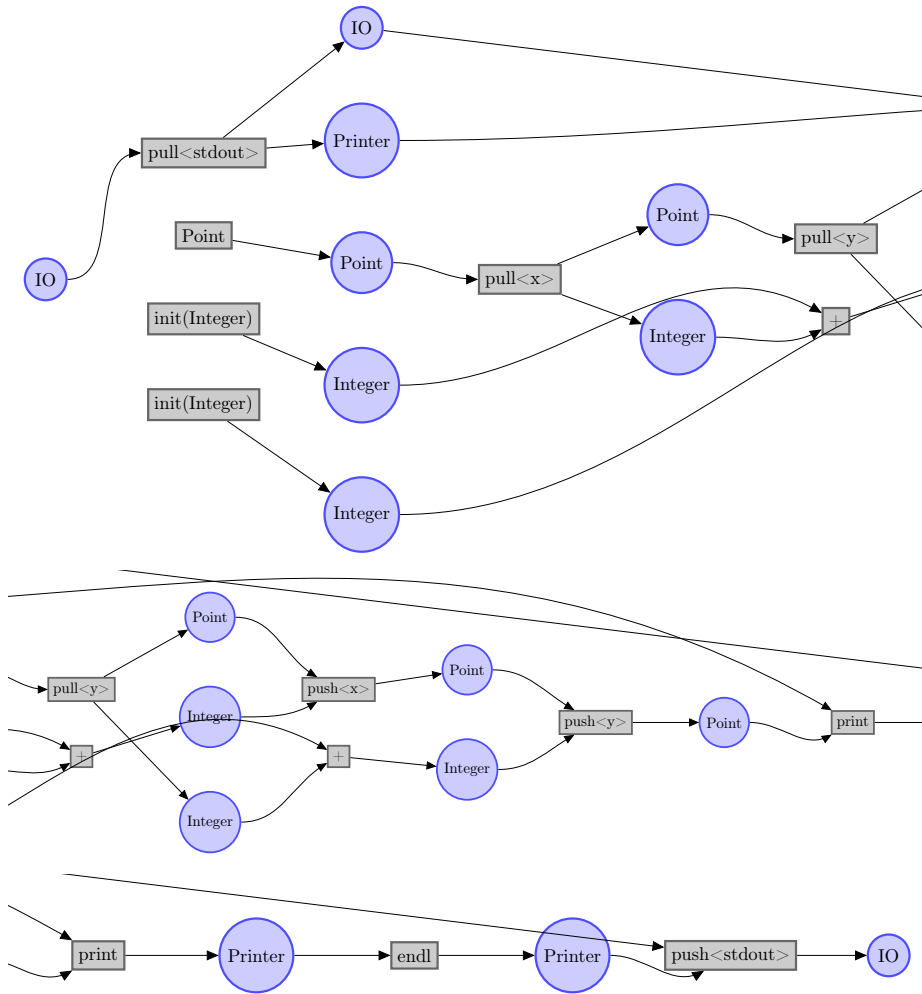 IO
Printer
pull<stdout>
Point
Point
Point
pull<y>
IO
pull<x>
init(Integer)
+
Integer
Integer
init(Integer)
Integer
Point
Point
pull<y>
push<x>
Integer
push<y>
Point
print
+
+
Integer
Integer
print
Printer
endl
Printer
push<stdout>
IO